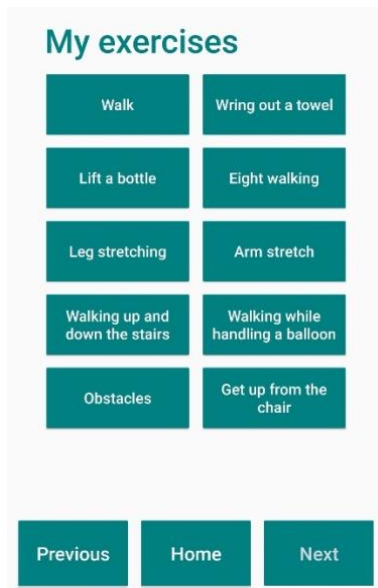 My exercises
Walk
Wring out a towel
Lift a bottle
Eight walking
Leg stretching
Arm stretch
Walking up and
down the stairs
Walking while
handling a balloon
Obstacles
Get up from the
chair
Previous
Home
Next